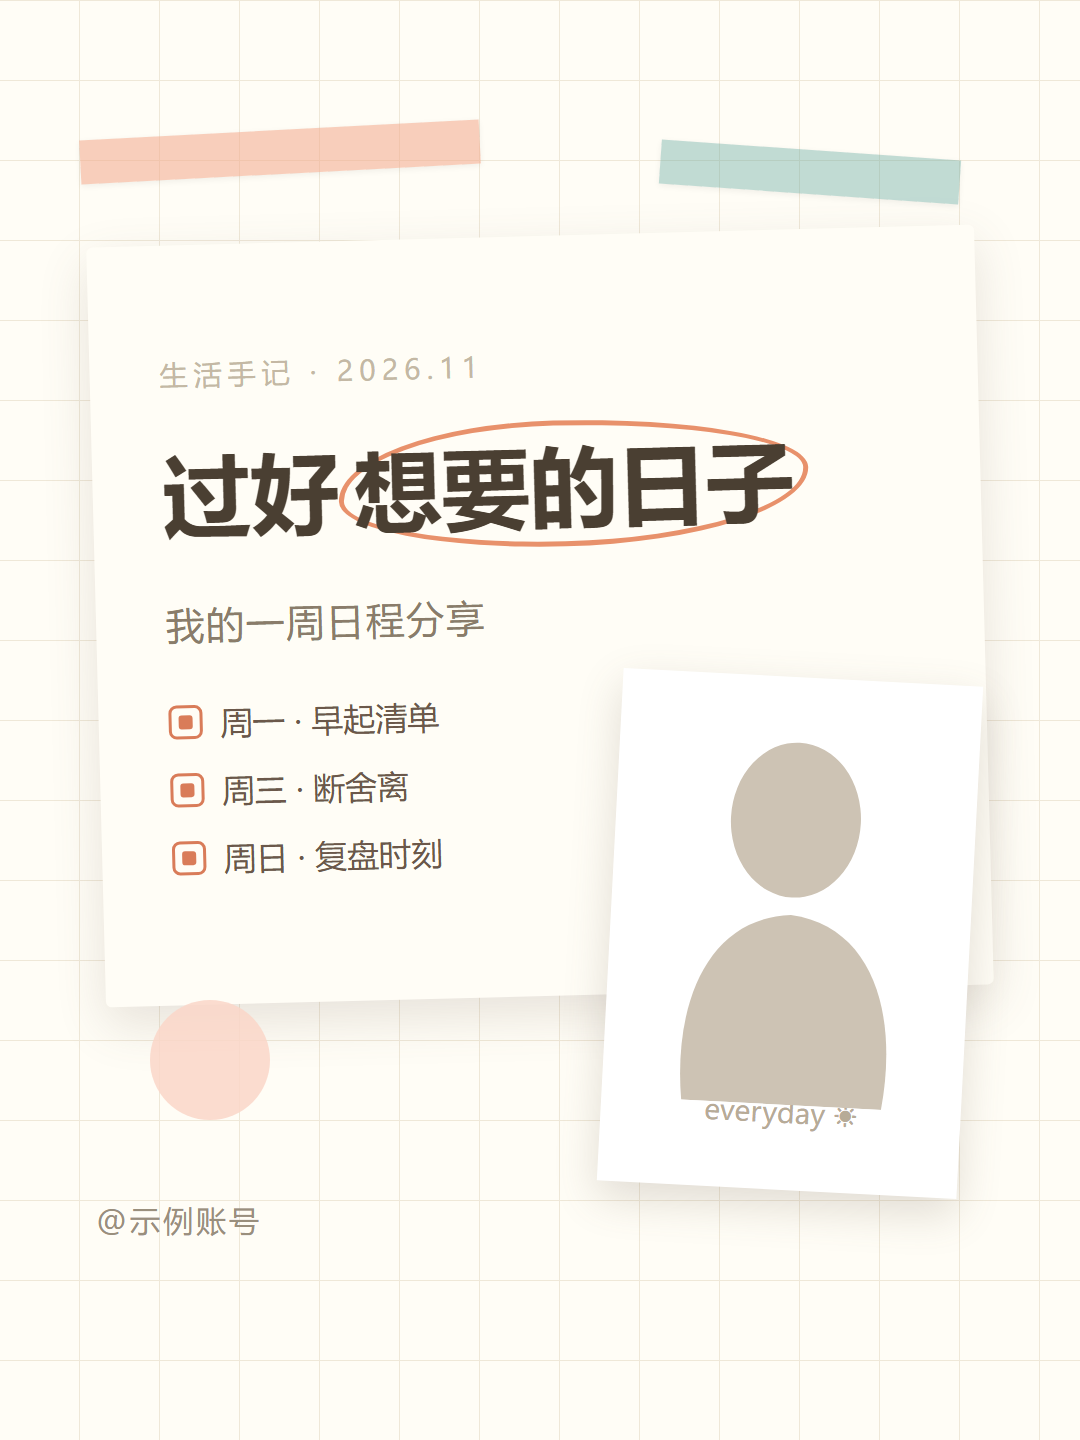 生活手记 · 2026.11
过好想要的日子
我的一周日程分享
周一 · 早起清单
周三 · 断舍离
周日 · 复盘时刻
everyday ☀
@示例账号